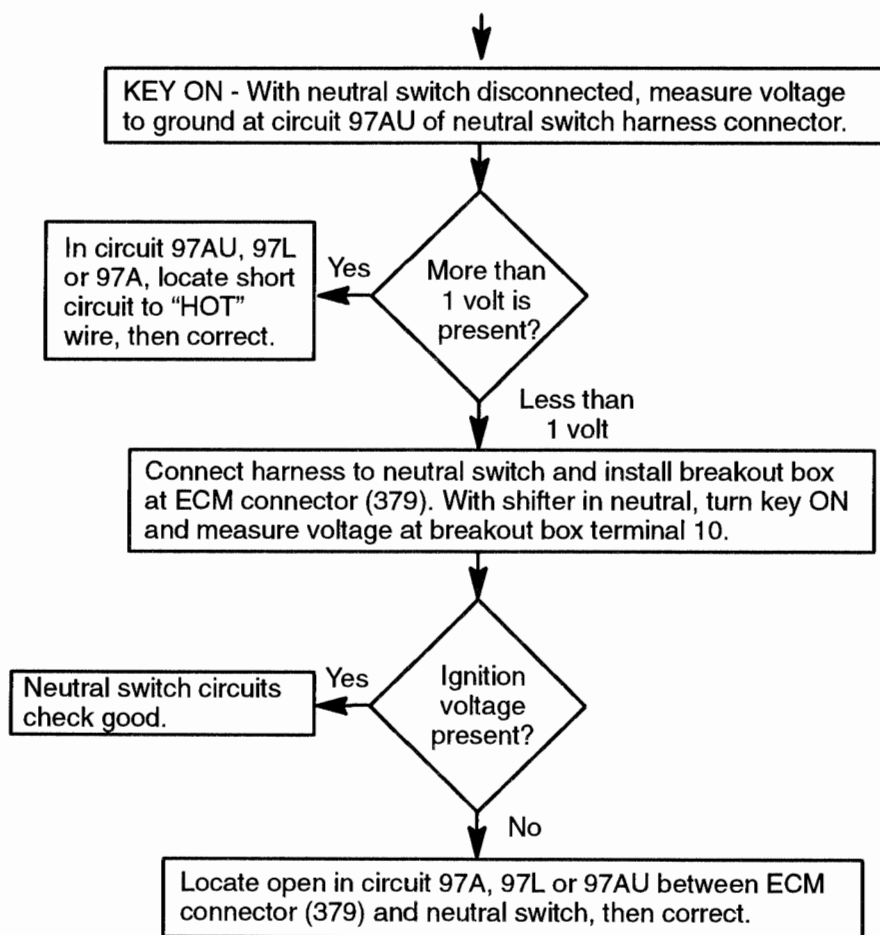 KEY ON - With neutral switch disconnected, measure voltage
to ground at circuit 97AU of neutral switch harness connector.
In circuit 97AU, 97L
or 97A, locate short
circuit to “HOT”
wire, then correct.
Yes
More than
1 volt is
present?
Less than
1 volt
Connect harness to neutral switch and install breakout box
at ECM connector (379). With shifter in neutral, turn key ON
and measure voltage at breakout box terminal 10.
Neutral switch circuits
check good.
Yes
Ignition
voltage
present?
No
Locate open in circuit 97A, 97L or 97AU between ECM
connector (379) and neutral switch, then correct.